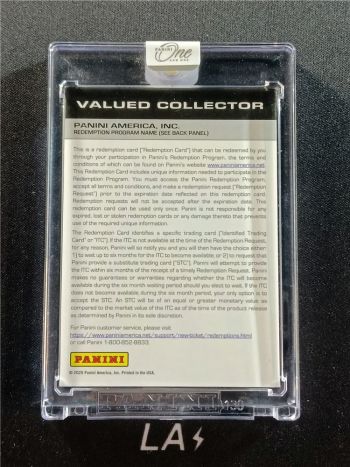 PANINI
One
VALUED COLLECTOR
PANINI AMERICA, INC.
REDEMPTION PROGRAM NAME (SEE BACK PANEL)
This is a redemption card ("Redemption Card") that can be redeemed by you
through your participation in Panini's Redemption Program, the terms and
conditions of which can be found on Panini's website www.paniniamerica.net.
This Redemption Card includes unique information needed to participate in the
Redemption Program. You must access the Panini Redemption Program,
accept all terms and conditions, and make a redemption request ("Redemption
Request") prior to the expiration date reflected on this redemption card.
Redemption requests will not be accepted after the expiration date. This
redemption card can be used only once. Panini is not responsible for any
expired, lost or stolen redemption cards or any damage thereto that prevents
use of the required unique information.
The Redemption Card identifies a specific trading card ("Identified Trading
Card" or "ITC"). If the ITC is not available at the time of the Redemption Request,
for any reason, Panini will so notify you and you will then have the choice either:
1) to wait up to six months for the ITC to become available, or 2) to request that
Panini provide a substitute trading card ("STC"). Panini will attempt to provide
the ITC within six months of the receipt of a timely Redemption Request. Panini
makes no guarantees or warranties regarding whether the ITC will become
available during the six month waiting period should you elect to wait. If the ITC
does not become available during the six month period, your only option is to
accept the STC. An STC will be of an equal or greater monetary value as
compared to the market value of the ITC as of the time of the product release
as determined by Panini in its sole discretion.
For Panini customer service, please visit
https://www.paniniamerica.net/support/new-ticket/redemptions.html
or call Panini 1-800-852-8833.
PANINI
© 2020 Panini America, Inc. Printed in the USA.
LA